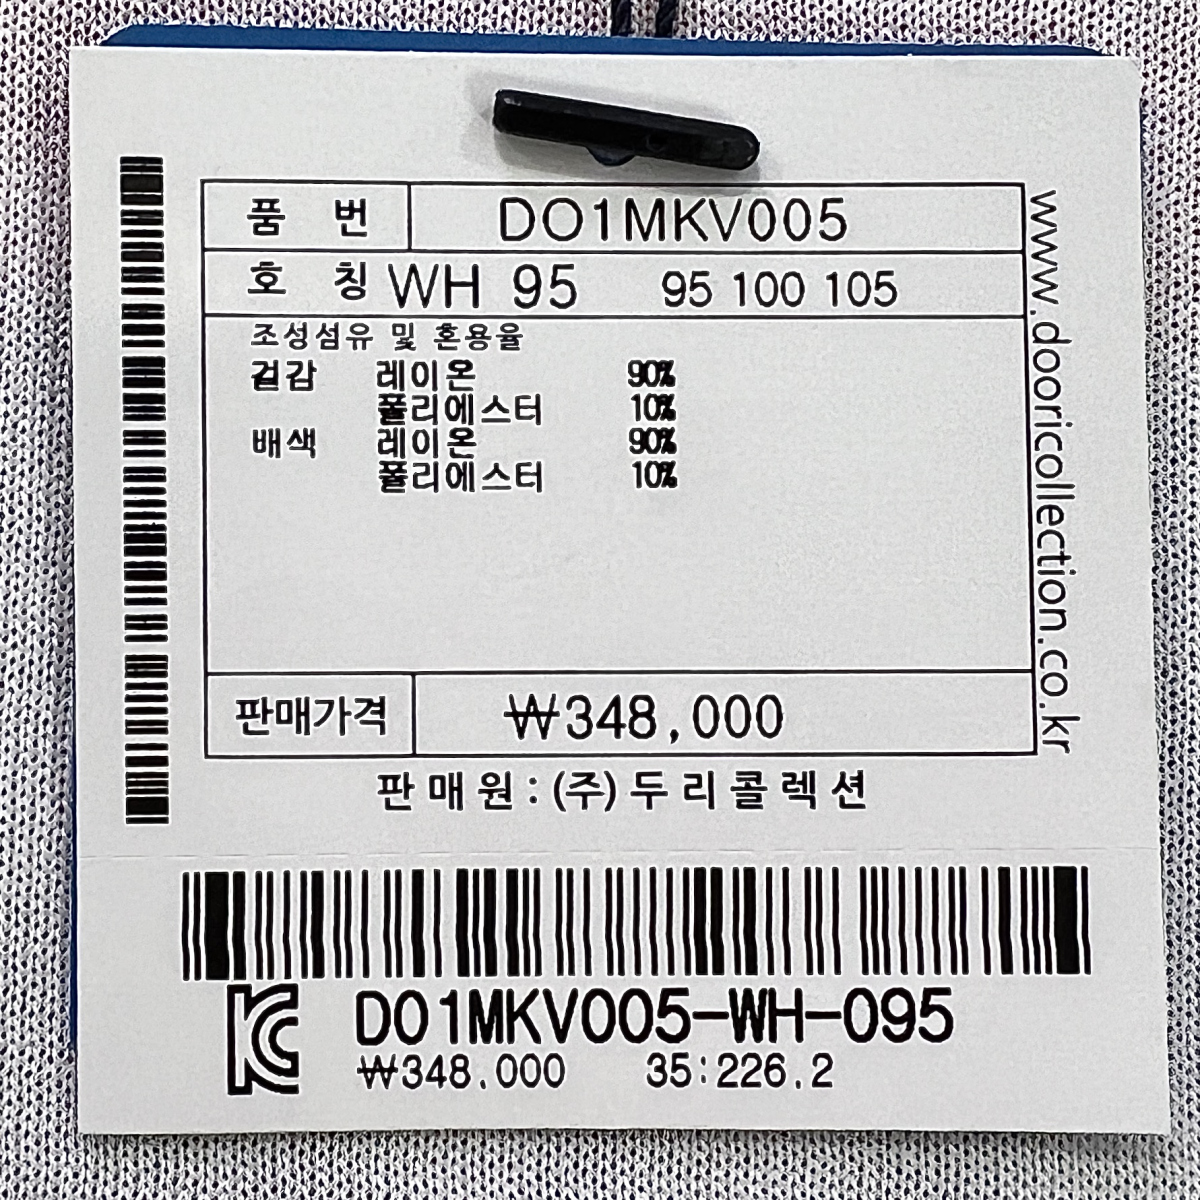 품 번 DO1MKV005
호 칭 WH 95 95 100 105
조성섬유 및 혼용율
겉감 레이온 90%
폴리에스터 10%
배색 레이온 90%
폴리에스터 10%
판매가격 ₩348,000
판매원 : (주)두리콜렉션
www.dooricollection.co.kr
KC DO1MKV005-WH-095
₩348,000 35:226.2